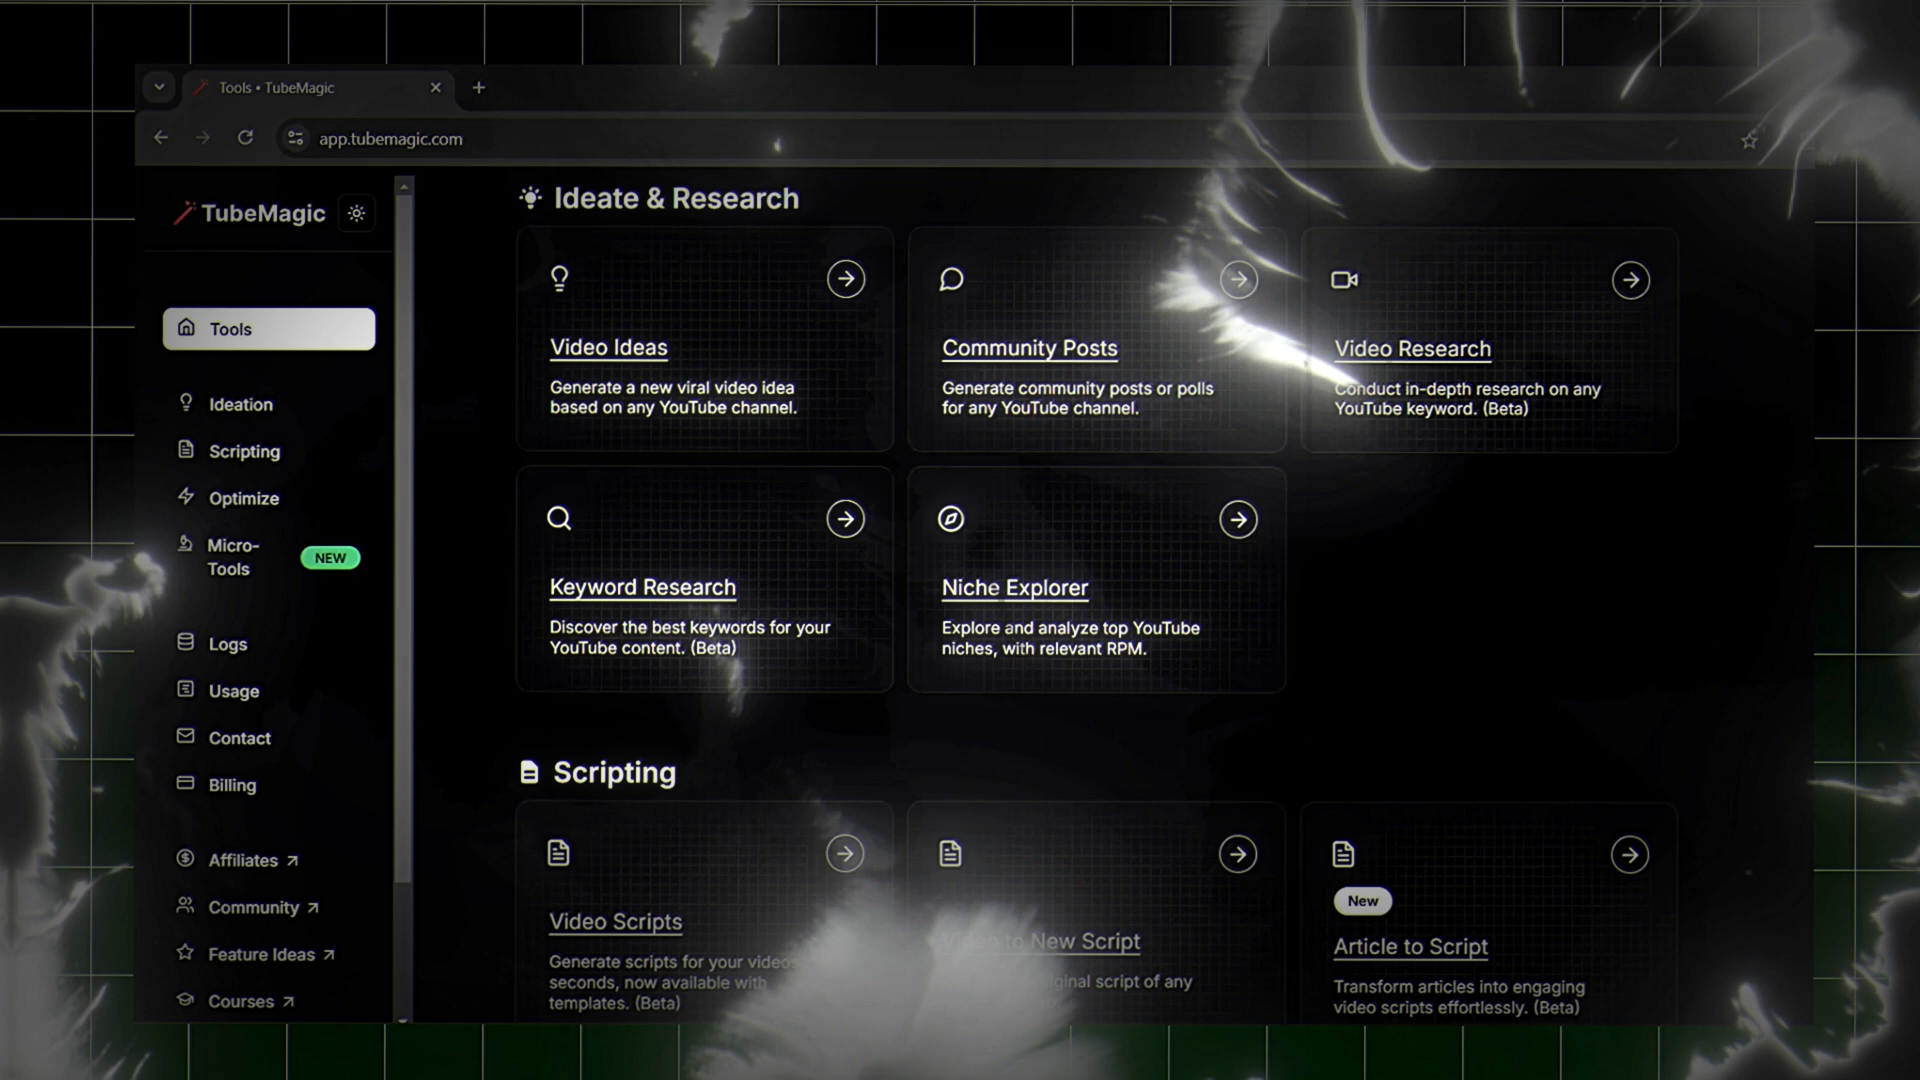 Tools • TubeMagic
app.tubemagic.com
TubeMagic
Tools
Ideation
Scripting
Optimize
Micro-
Tools
NEW
Logs
Usage
Contact
Billing
Affiliates
Community
Feature Ideas
Courses
Ideate & Research
Video Ideas
Generate a new viral video idea
based on any YouTube channel.
Community Posts
Generate community posts or polls
for any YouTube channel.
Video Research
Conduct in-depth research on any
YouTube keyword. (Beta)
Keyword Research
Discover the best keywords for your
YouTube content. (Beta)
Niche Explorer
Explore and analyze top YouTube
niches, with relevant RPM.
Scripting
Video Scripts
Generate scripts for your videos
seconds, now available with
templates. (Beta)
Video to New Script
script of any
New
Article to Script
Transform articles into engaging
video scripts effortlessly. (Beta)